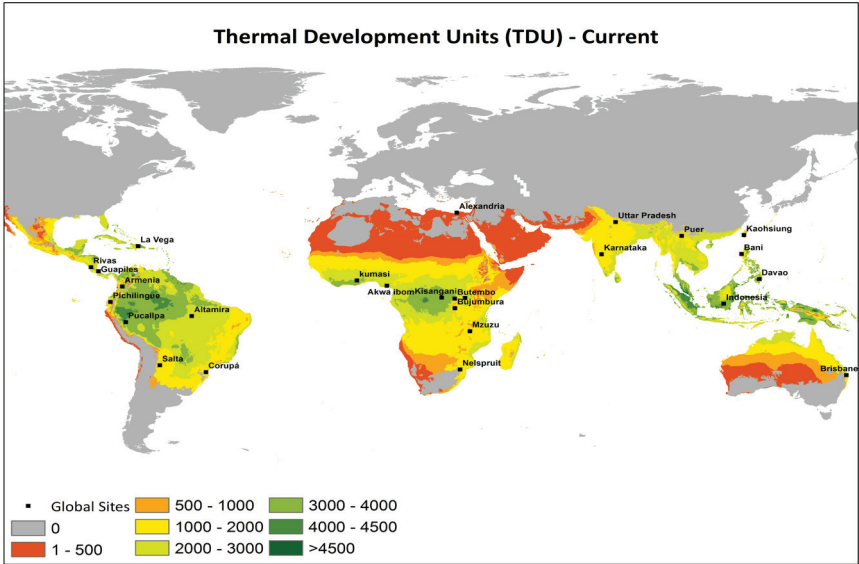 Thermal Development Units (TDU) - Current
Alexandria
Uttar Pradesh
Puer
Kaohsiung
La Vega
Karnataka
Bani
Rivas
Guapiles
kumasi
Davao
Armenia
Akwa ibom
Kisangani
Butembo
Pichilingue
Bujumbura
Indonesia
Altamira
Pucallpa
Mzuzu
Salta
Corupá
Nelspruit
Brisbane
Global Sites
0
1 - 500
500 - 1000
1000 - 2000
2000 - 3000
3000 - 4000
4000 - 4500
>4500